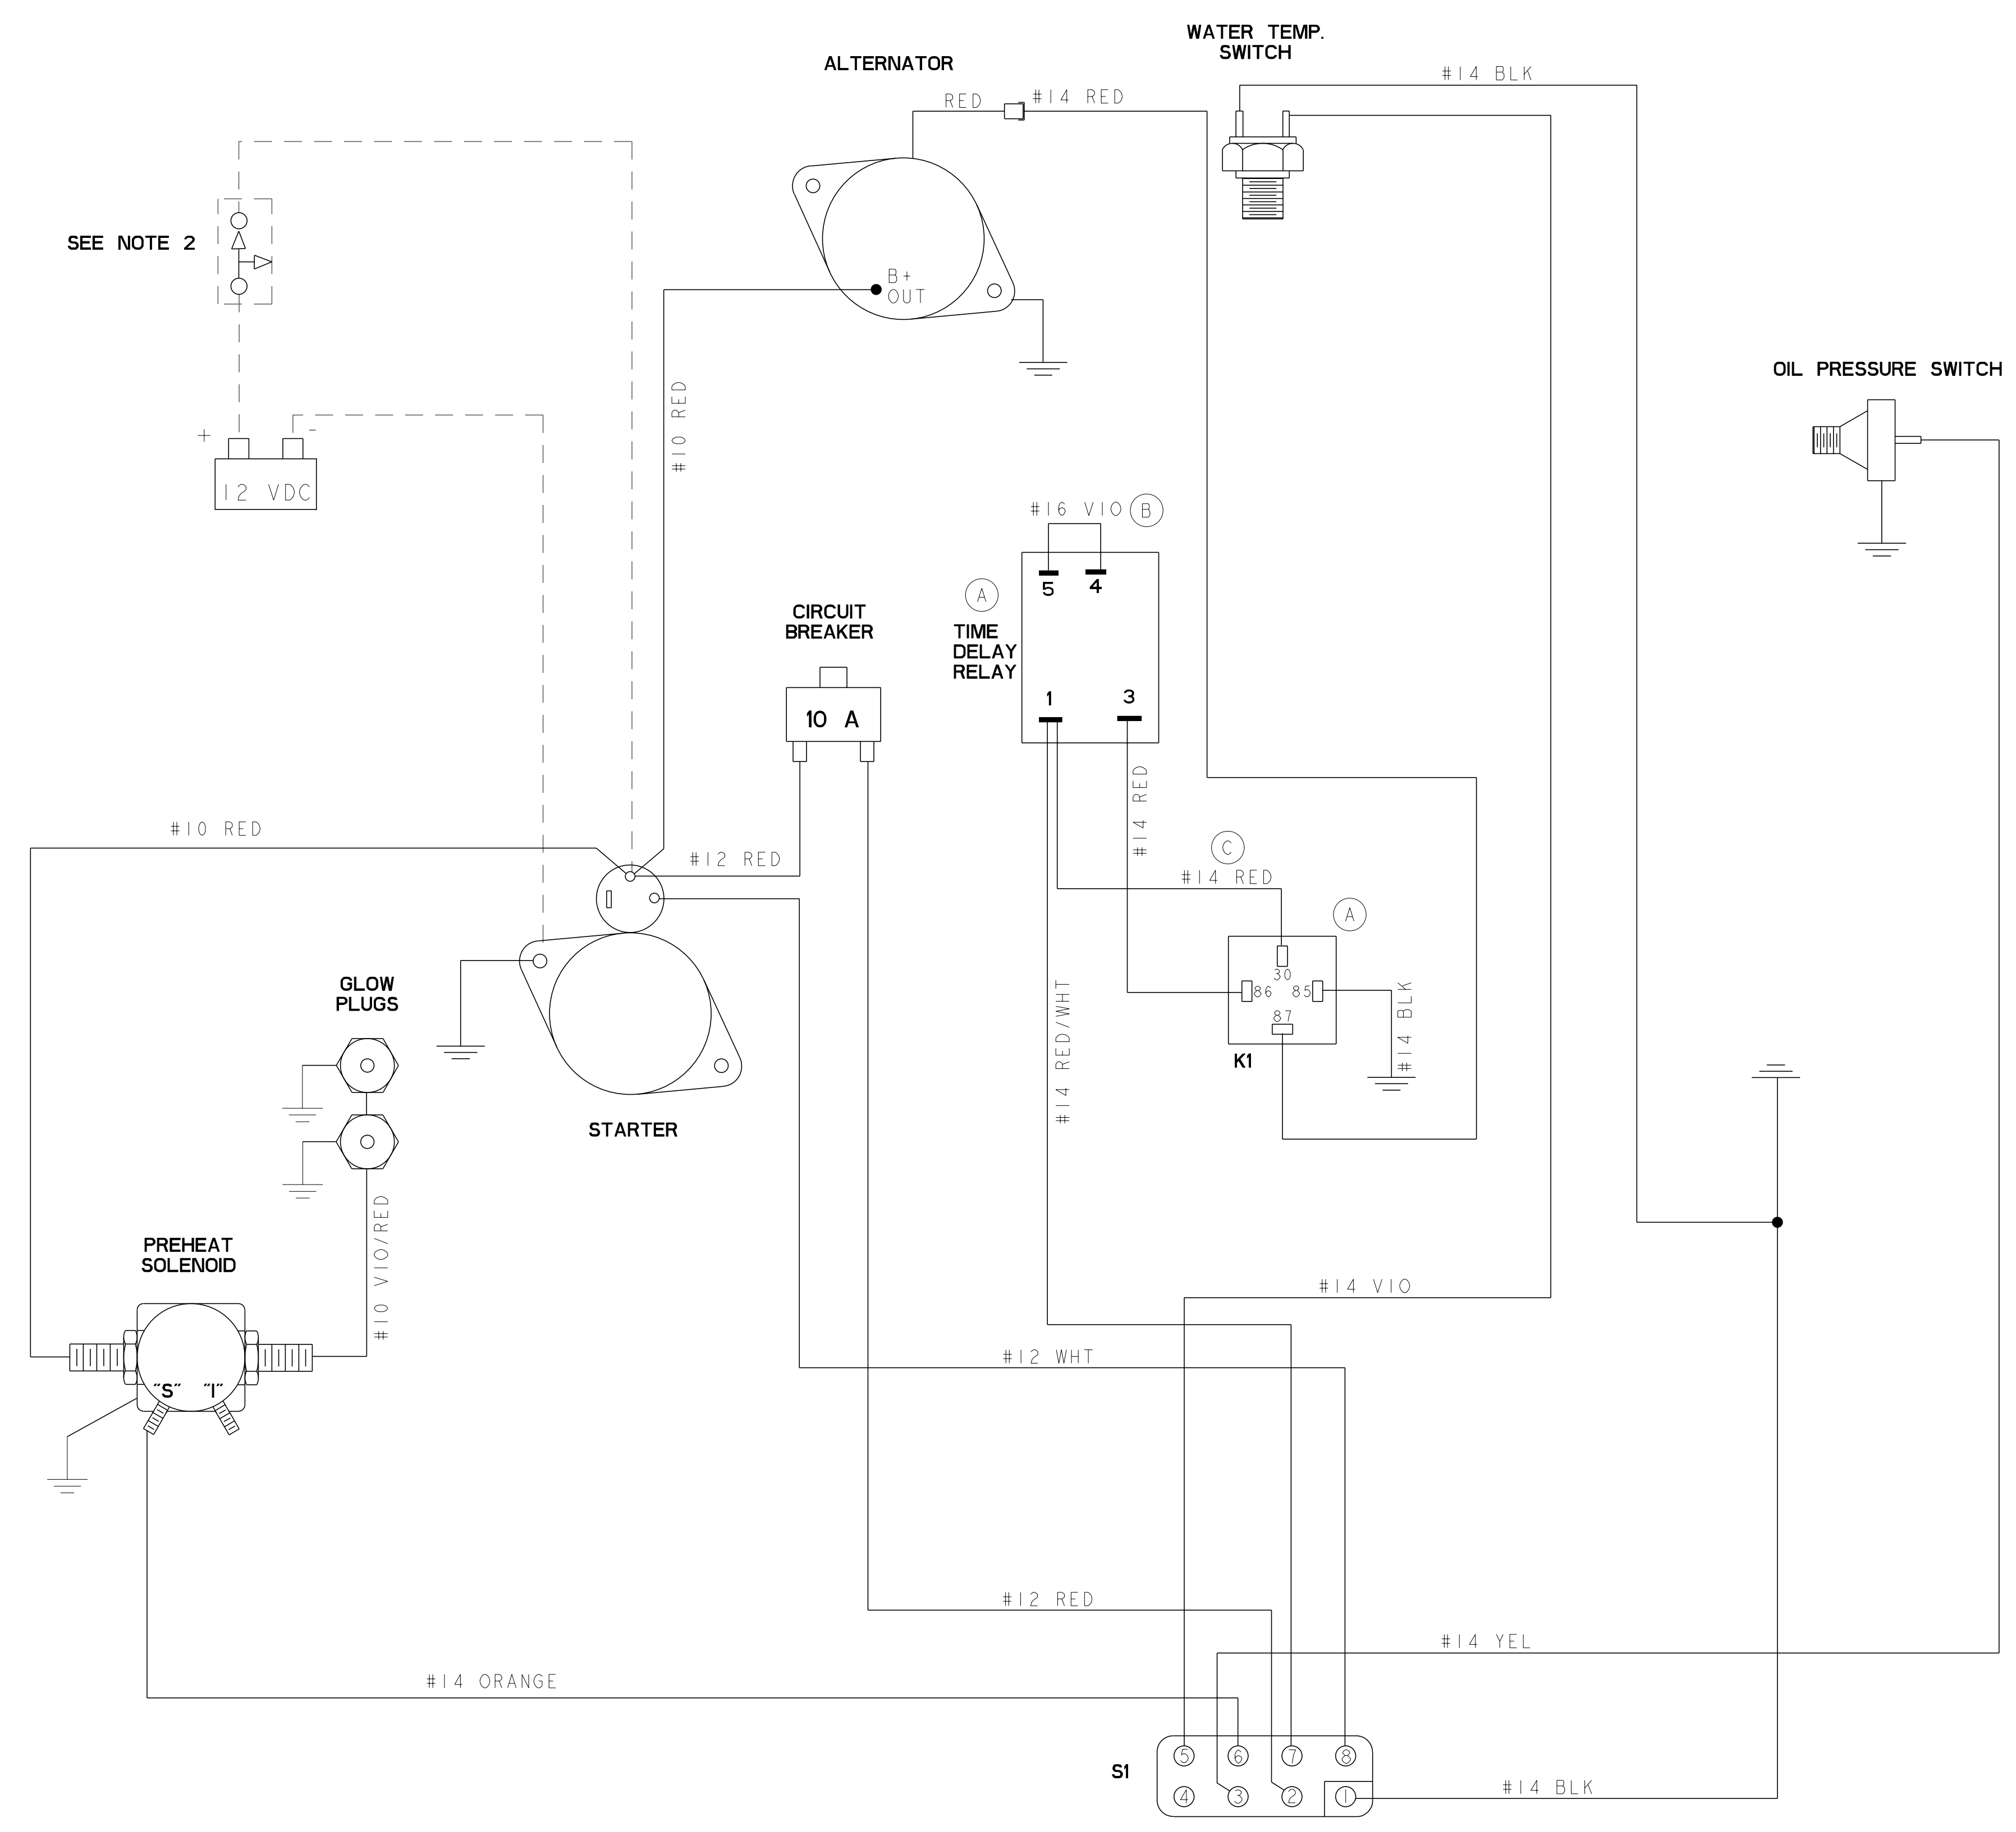 WATER TEMP.
SWITCH
ALTERNATOR
#14 BLK
RED
#14 RED
SEE NOTE 2
B+
OUT
OIL PRESSURE SWITCH
#10 RED
+
-
12 VDC
#16 VIO
B
5
4
A
CIRCUIT
BREAKER
TIME
DELAY
RELAY
1
3
10 A
#14 RED
#10 RED
#12 RED
C
#14 RED
A
30
86
85
87
K1
#14 BLK
#14 RED/WHT
GLOW
PLUGS
STARTER
#10 VIO/RED
PREHEAT
SOLENOID
"S"
"I"
#14 VIO
#12 WHT
#12 RED
#14 YEL
#14 ORANGE
S1
5
6
7
8
4
3
2
1
#14 BLK